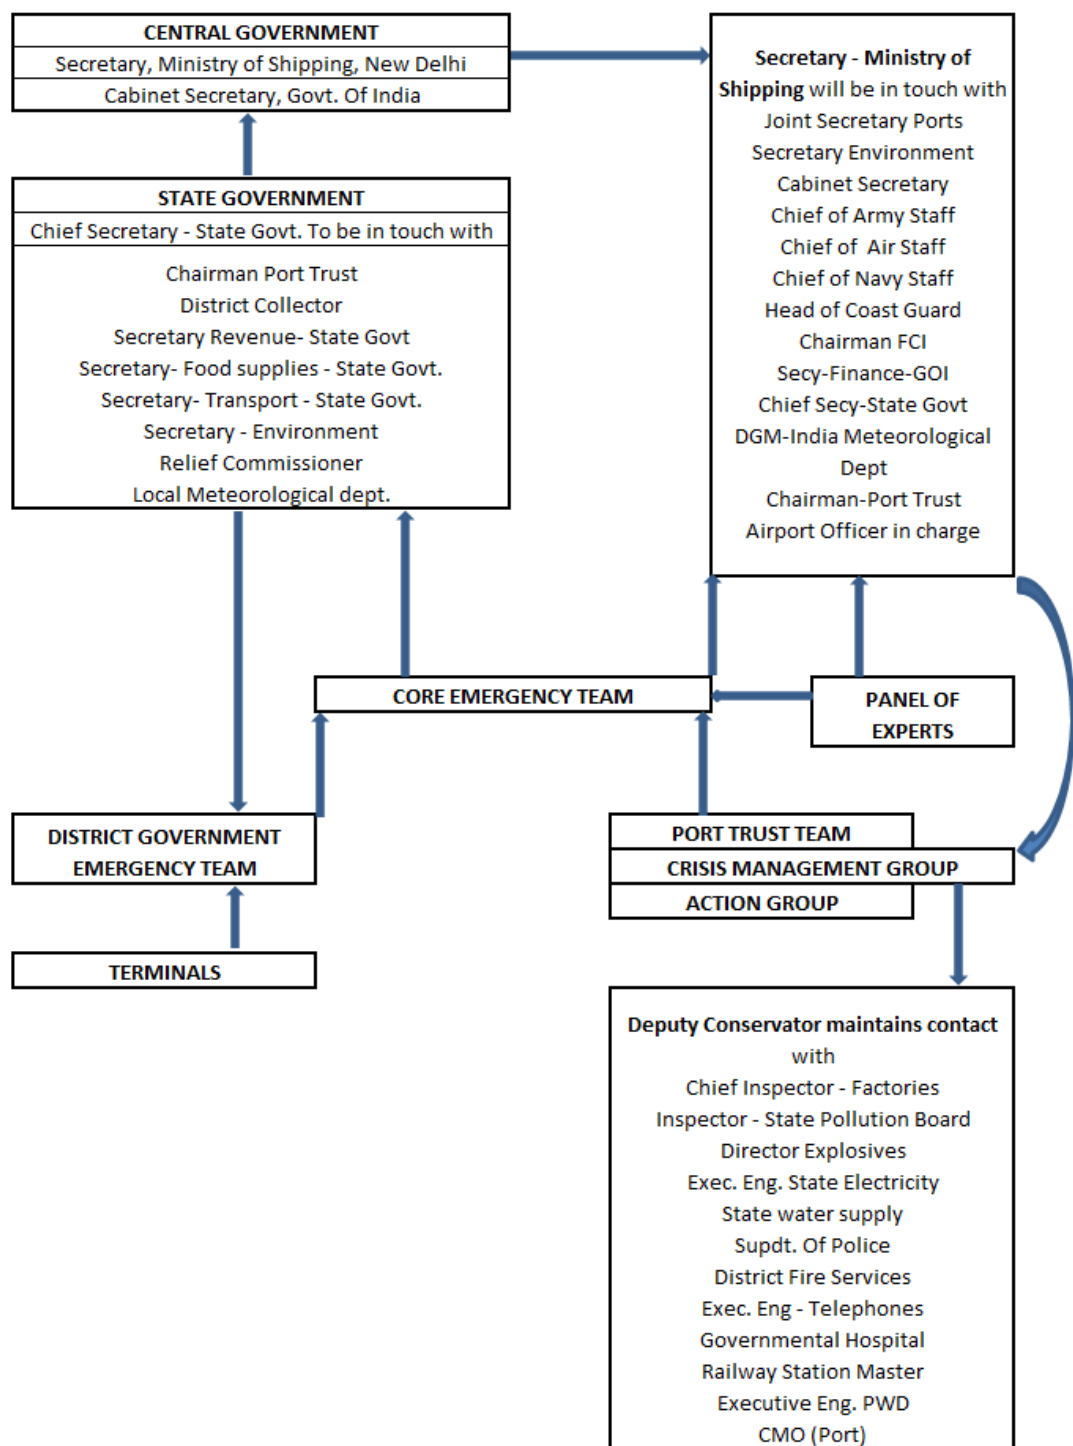 CENTRAL GOVERNMENT
Secretary, Ministry of Shipping, New Delhi
Cabinet Secretary, Govt. Of India
STATE GOVERNMENT
Chief Secretary - State Govt. To be in touch with
Chairman Port Trust
District Collector
Secretary Revenue- State Govt
Secretary- Food supplies - State Govt.
Secretary- Transport - State Govt.
Secretary - Environment
Relief Commissioner
Local Meteorological dept.
Secretary - Ministry of
Shipping will be in touch with
Joint Secretary Ports
Secretary Environment
Cabinet Secretary
Chief of Army Staff
Chief of Air Staff
Chief of Navy Staff
Head of Coast Guard
Chairman FCI
Secy-Finance-GOI
Chief Secy-State Govt
DGM-India Meteorological
Dept
Chairman-Port Trust
Airport Officer in charge
CORE EMERGENCY TEAM
PANEL OF
EXPERTS
DISTRICT GOVERNMENT
EMERGENCY TEAM
TERMINALS
PORT TRUST TEAM
CRISIS MANAGEMENT GROUP
ACTION GROUP
Deputy Conservator maintains contact
with
Chief Inspector - Factories
Inspector - State Pollution Board
Director Explosives
Exec. Eng. State Electricity
State water supply
Supdt. Of Police
District Fire Services
Exec. Eng - Telephones
Governmental Hospital
Railway Station Master
Executive Eng. PWD
CMO (Port)